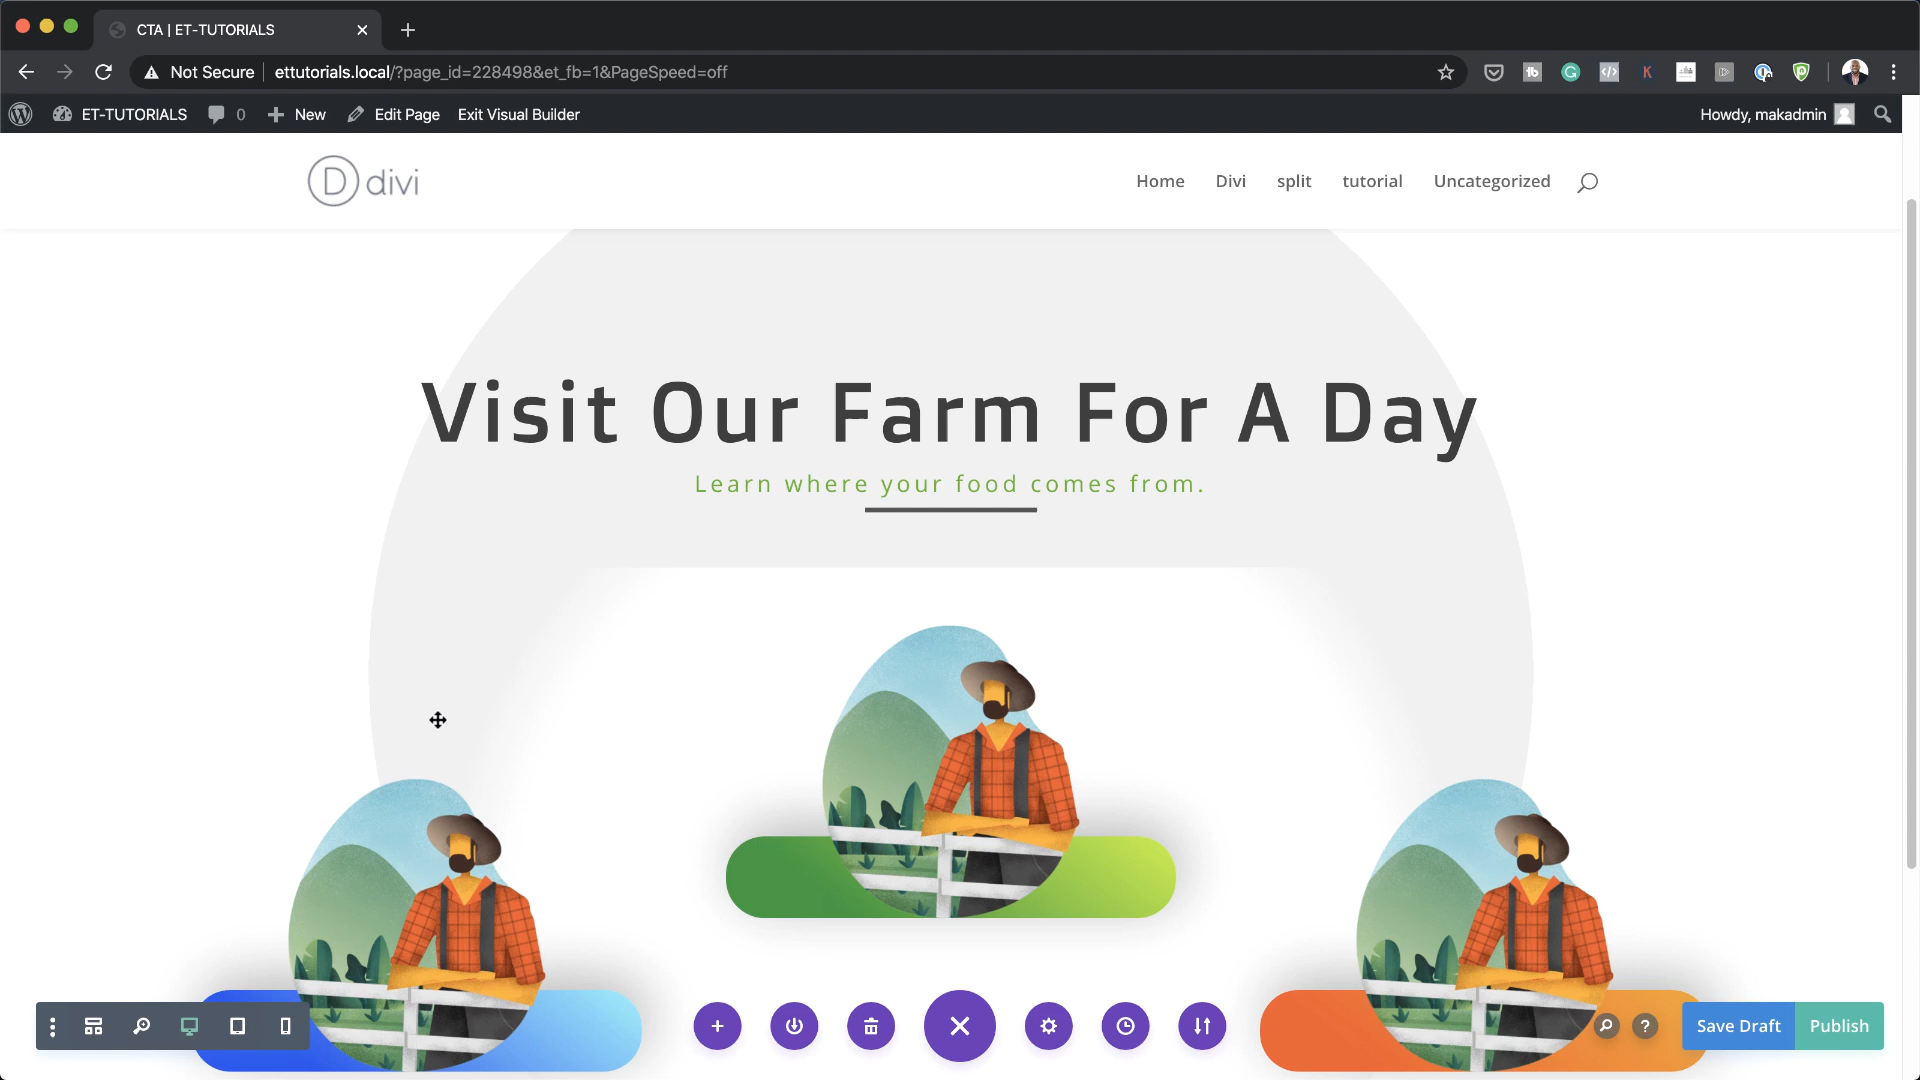 CTA | ET-TUTORIALS
Not Secure
ettutorials.local/?page_id=228498&et_fb=1&PageSpeed=off
ET-TUTORIALS
0
New
Edit Page
Exit Visual Builder
Howdy, makadmin
D divi
Home
Divi
split
tutorial
Uncategorized
Visit Our Farm For A Day
Learn where your food comes from.
Save Draft
Publish